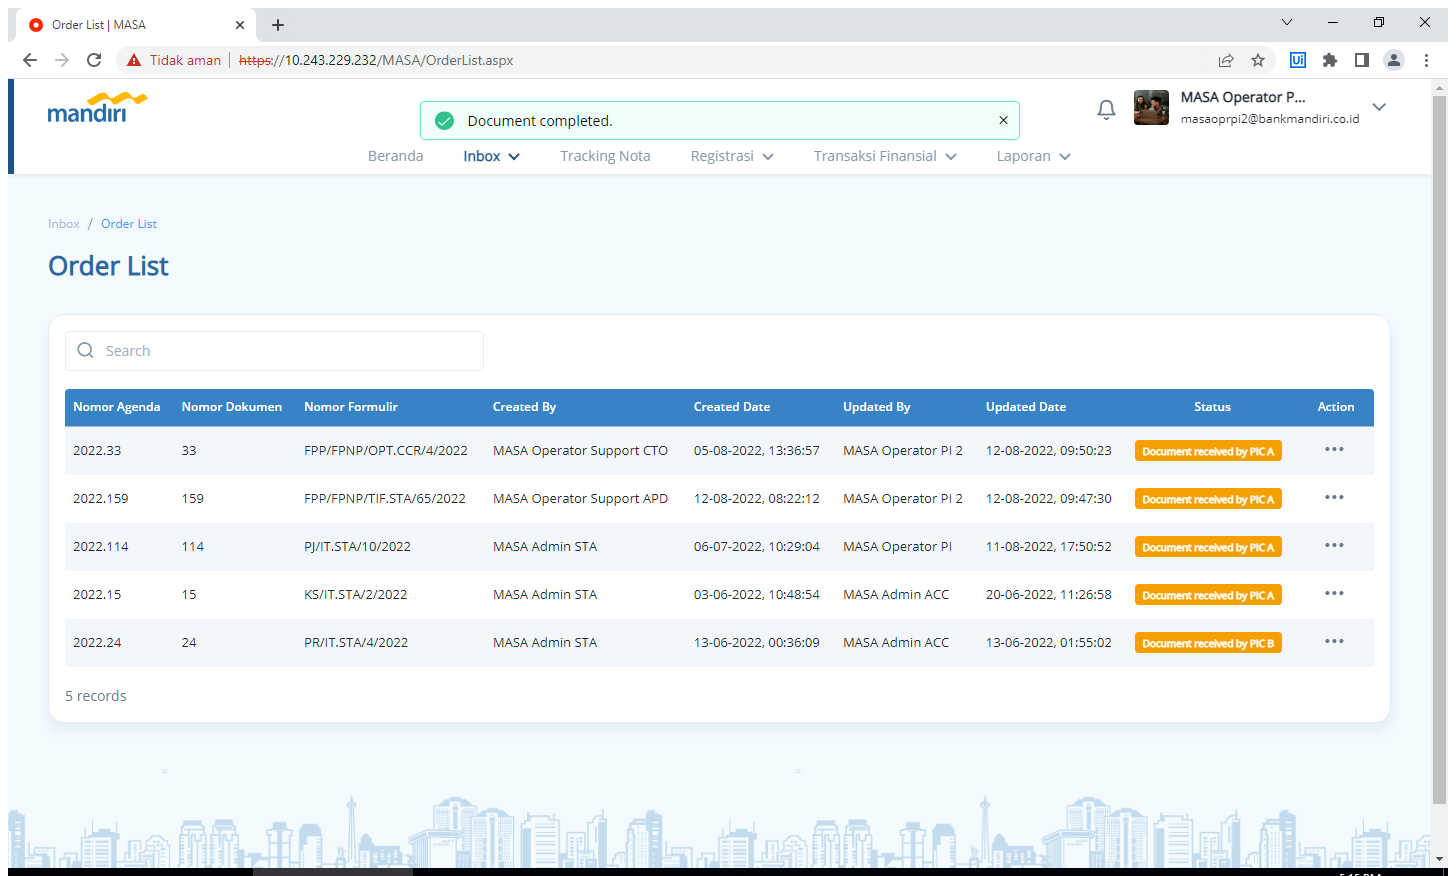 Order List | MASA
Tidak aman | https://10.243.229.232/MASA/OrderList.aspx
Ui
mandiri
Document completed.
MASA Operator P...
masaoprpi2@bankmandiri.co.id
Beranda Inbox Tracking Nota Registrasi Transaksi Finansial Laporan
Inbox / Order List
Order List
Search
Nomor Agenda Nomor Dokumen Nomor Formulir Created By Created Date Updated By Updated Date Status Action
2022.33 33 FPP/FPNP/OPT.CCR/4/2022 MASA Operator Support CTO 05-08-2022, 13:36:57 MASA Operator PI 2 12-08-2022, 09:50:23 Document received by PIC A •••
2022.159 159 FPP/FPNP/TIF.STA/65/2022 MASA Operator Support APD 12-08-2022, 08:22:12 MASA Operator PI 2 12-08-2022, 09:47:30 Document received by PIC A •••
2022.114 114 PJ/IT.STA/10/2022 MASA Admin STA 06-07-2022, 10:29:04 MASA Operator PI 11-08-2022, 17:50:52 Document received by PIC A •••
2022.15 15 KS/IT.STA/2/2022 MASA Admin STA 03-06-2022, 10:48:54 MASA Admin ACC 20-06-2022, 11:26:58 Document received by PIC A •••
2022.24 24 PR/IT.STA/4/2022 MASA Admin STA 13-06-2022, 00:36:09 MASA Admin ACC 13-06-2022, 01:55:02 Document received by PIC B •••
5 records